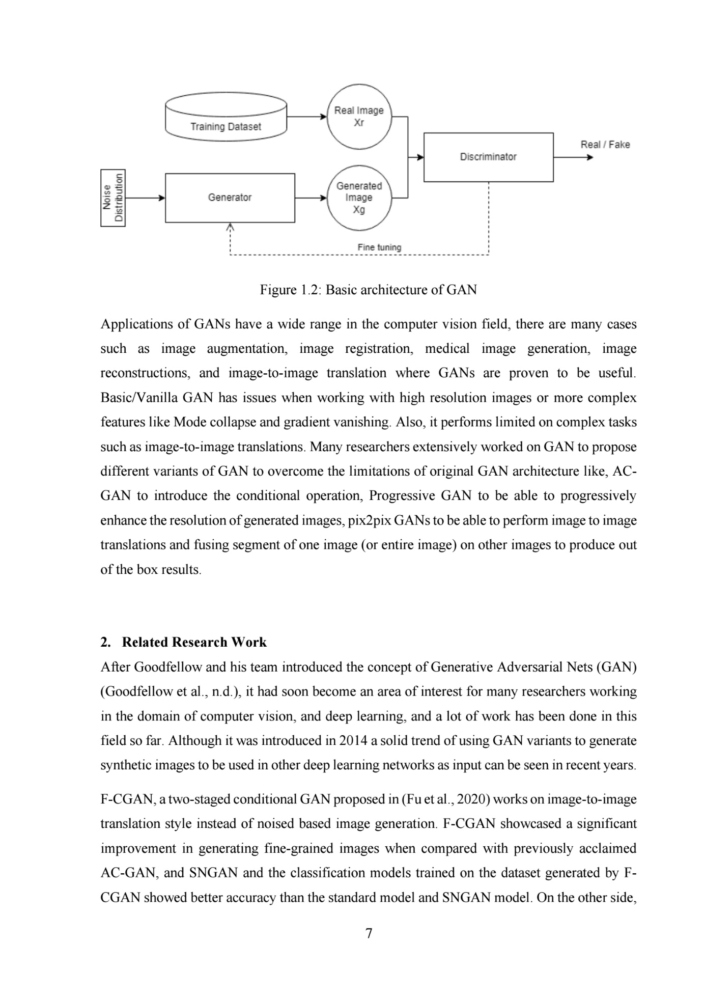 Real Image
Xr
Training Dataset
Real / Fake
Discriminator
Noise
Distribution
Generator
Generated
Image
Xg
Fine tuning
Figure 1.2: Basic architecture of GAN
Applications of GANs have a wide range in the computer vision field, there are many cases
such as image augmentation, image registration, medical image generation, image
reconstructions, and image-to-image translation where GANs are proven to be useful.
Basic/Vanilla GAN has issues when working with high resolution images or more complex
features like Mode collapse and gradient vanishing. Also, it performs limited on complex tasks
such as image-to-image translations. Many researchers extensively worked on GAN to propose
different variants of GAN to overcome the limitations of original GAN architecture like, AC-
GAN to introduce the conditional operation, Progressive GAN to be able to progressively
enhance the resolution of generated images, pix2pix GANs to be able to perform image to image
translations and fusing segment of one image (or entire image) on other images to produce out
of the box results.
2. Related Research Work
After Goodfellow and his team introduced the concept of Generative Adversarial Nets (GAN)
(Goodfellow et al., n.d.), it had soon become an area of interest for many researchers working
in the domain of computer vision, and deep learning, and a lot of work has been done in this
field so far. Although it was introduced in 2014 a solid trend of using GAN variants to generate
synthetic images to be used in other deep learning networks as input can be seen in recent years.
F-CGAN, a two-staged conditional GAN proposed in (Fu et al., 2020) works on image-to-image
translation style instead of noised based image generation. F-CGAN showcased a significant
improvement in generating fine-grained images when compared with previously acclaimed
AC-GAN, and SNGAN and the classification models trained on the dataset generated by F-
CGAN showed better accuracy than the standard model and SNGAN model. On the other side,
7